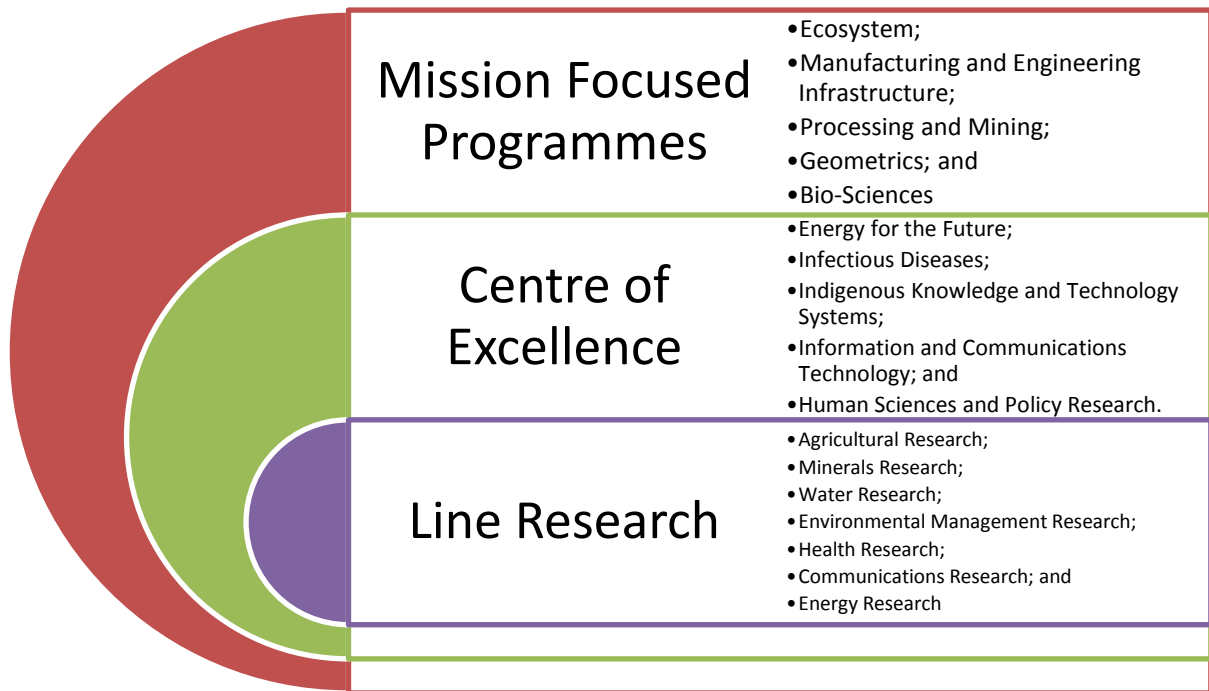 Mission Focused
Programmes
•Ecosystem;
•Manufacturing and Engineering
Infrastructure;
•Processing and Mining;
•Geometrics; and
•Bio-Sciences
Centre of
Excellence
•Energy for the Future;
•Infectious Diseases;
•Indigenous Knowledge and Technology
Systems;
•Information and Communications
Technology; and
•Human Sciences and Policy Research.
Line Research
•Agricultural Research;
•Minerals Research;
•Water Research;
•Environmental Management Research;
•Health Research;
•Communications Research; and
•Energy Research